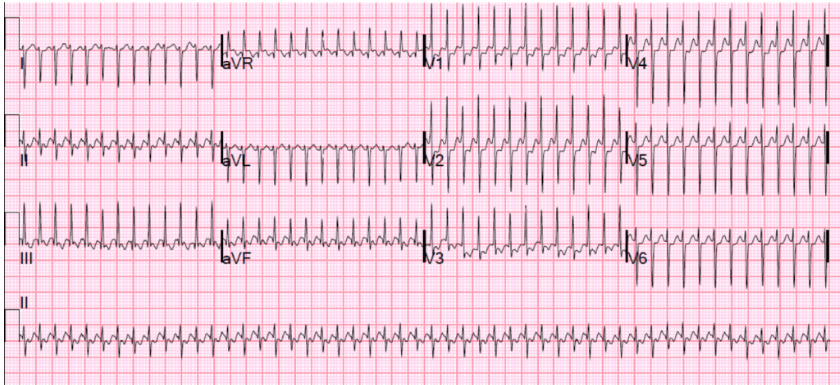 I aVR V1 V4
II aVL V2 V5
III aVF V3 V6
II